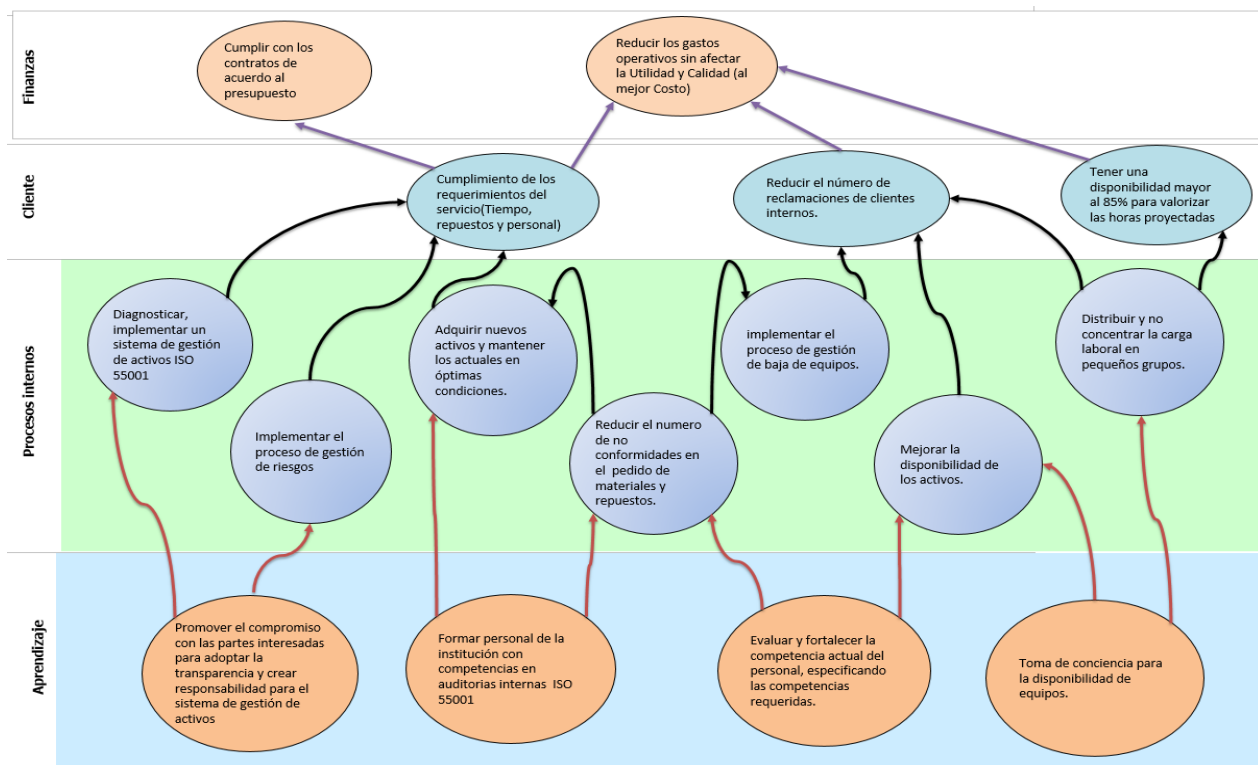 Finanzas
Cumplir con los
contratos de
acuerdo al
presupuesto
Reducir los gastos
operativos sin afectar
la Utilidad y Calidad (al
mejor Costo)
Cliente
Cumplimiento de los
requerimientos del
servicio(Tiempo,
repuestos y personal)
Reducir el número de
reclamaciones de clientes
internos.
Tener una
disponibilidad mayor
al 85% para valorizar
las horas proyectadas
Procesos internos
Diagnosticar,
implementar un
sistema de gestión
de activos ISO
55001
Implementar el
proceso de gestión
de riesgos
Adquirir nuevos
activos y mantener
los actuales en
óptimas
condiciones.
Reducir el numero
de no
conformidades en
el pedido de
materiales y
repuestos.
implementar el
proceso de gestión
de baja de equipos.
Mejorar la
disponibilidad de
los activos.
Distribuir y no
concentrar la carga
laboral en
pequeños grupos.
Aprendizaje
Promover el compromiso
con las partes interesadas
para adoptar la
transparencia y crear
responsabilidad para el
sistema de gestión de
activos
Formar personal de la
institución con
competencias en
auditorias internas ISO
55001
Evaluar y fortalecer la
competencia actual del
personal, especificando
las competencias
requeridas.
Toma de conciencia para
la disponibilidad de
equipos.